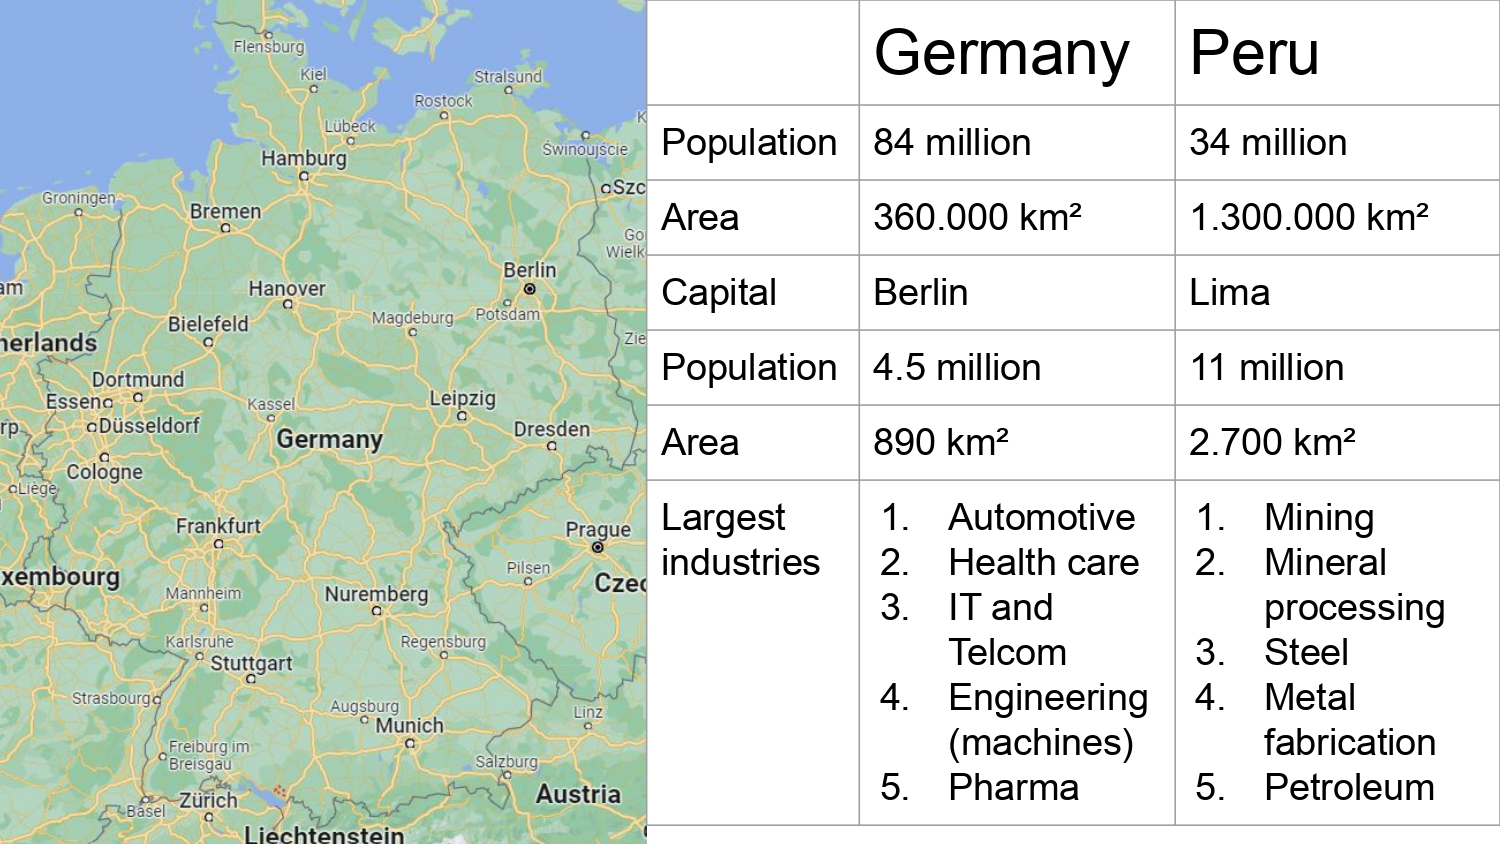 Flensburg
Kiel
Stralsund
Rostock
Lübeck
Świnoujście
Hamburg
Szc
Groningen
Bremen
Go
Wielk
Berlin
am
Hanover
Potsdam
Magdeburg
Bielefeld
Zie
herlands
Dortmund
Essen
Kassel
Leipzig
rp
Düsseldorf
Germany
Dresden
Cologne
Liège
Frankfurt
Prague
Pilsen
xembourg
Czec
Mannheim
Nuremberg
Karlsruhe
Regensburg
Stuttgart
Strasbourg
Augsburg
Linz
Munich
Freiburg im
Breisgau
Salzburg
Zürich
Austria
Basel
Liechtenstein
Germany Peru
Population 84 million 34 million
Area 360.000 km² 1.300.000 km²
Capital Berlin Lima
Population 4.5 million 11 million
Area 890 km² 2.700 km²
Largest
industries
1. Automotive
2. Health care
3. IT and
Telcom
4. Engineering
(machines)
5. Pharma
1. Mining
2. Mineral
processing
3. Steel
4. Metal
fabrication
5. Petroleum